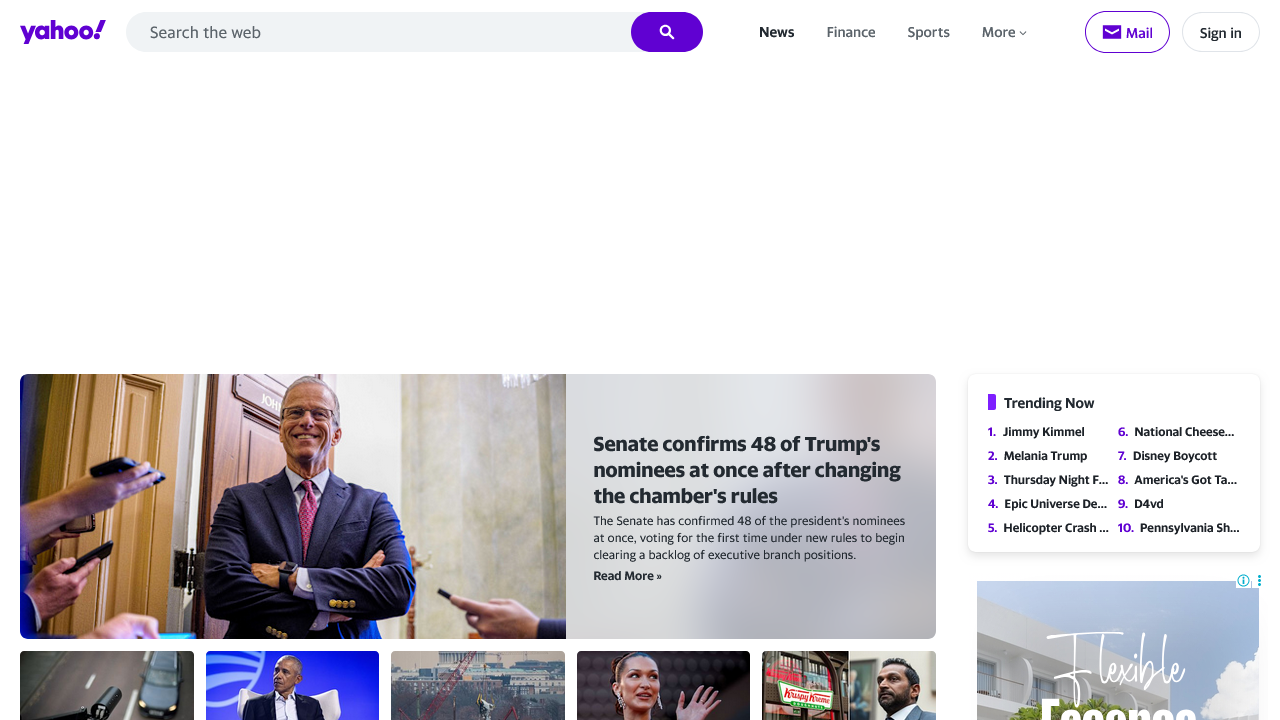 yahoo!
Search the web
News
Finance
Sports
More
Mail
Sign in
Senate confirms 48 of Trump's
nominees at once after changing
the chamber's rules
The Senate has confirmed 48 of the president's nominees
at once, voting for the first time under new rules to begin
clearing a backlog of executive branch positions.
Read More »
JOH
Trending Now
1. Jimmy Kimmel
2. Melania Trump
3. Thursday Night F...
4. Epic Universe De...
5. Helicopter Crash ...
6. National Cheese...
7. Disney Boycott
8. America's Got Ta...
9. D4vd
10. Pennsylvania Sh...
Flexible
Escapes
Krispy Kreme